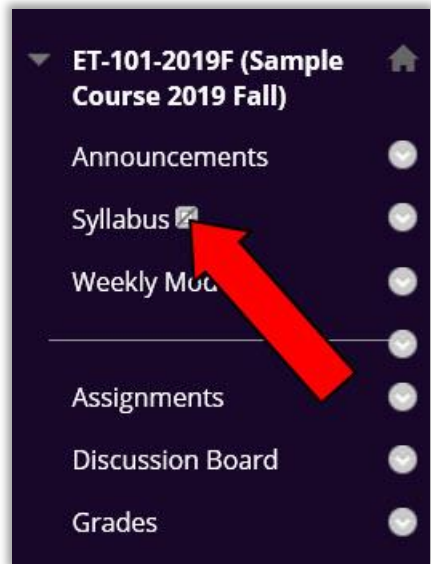 ET-101-2019F (Sample
Course 2019 Fall)
Announcements
Syllabus
Weekly
Assignments
Discussion Board
Grades